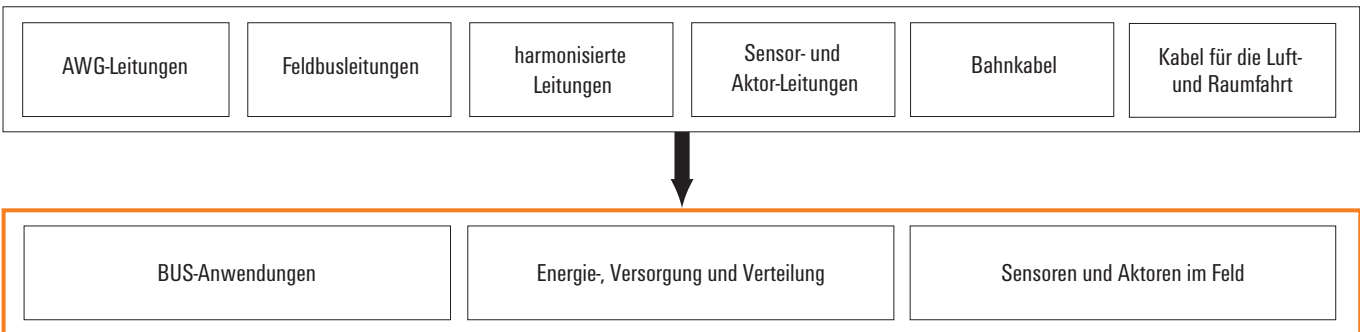 AWG-Leitungen
Feldbusleitungen
harmonisierte
Leitungen
Sensor- und
Aktor-Leitungen
Bahnkabel
Kabel für die Luft-
und Raumfahrt
BUS-Anwendungen
Energie-, Versorgung und Verteilung
Sensoren und Aktoren im Feld